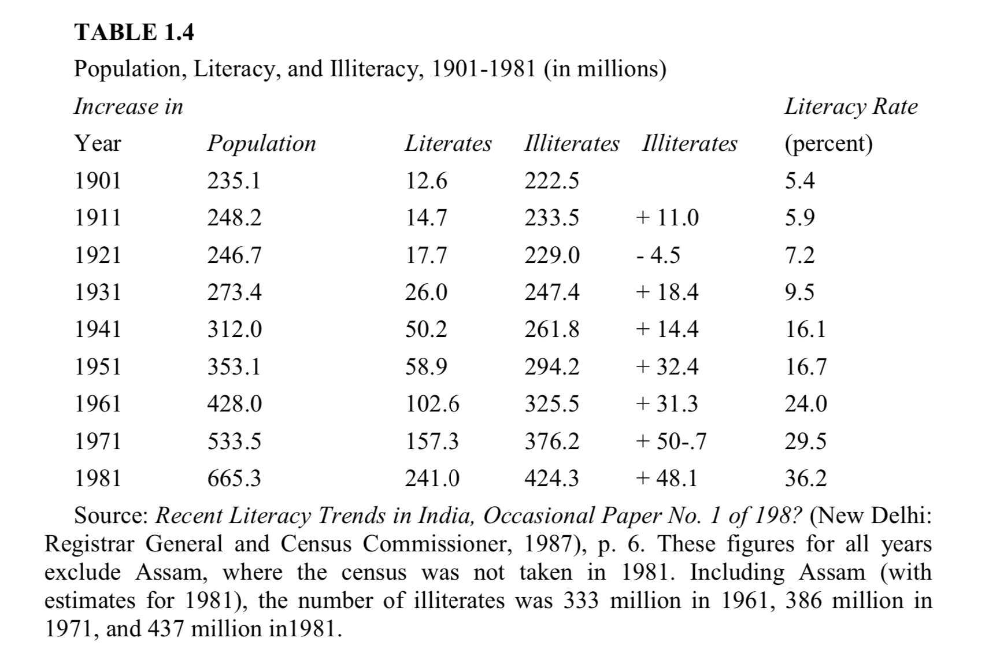 TABLE 1.4
Population, Literacy, and Illiteracy, 1901-1981 (in millions)
Increase in Literacy Rate
Year Population Literates Illiterates Illiterates (percent)
1901 235.1 12.6 222.5 5.4
1911 248.2 14.7 233.5 + 11.0 5.9
1921 246.7 17.7 229.0 - 4.5 7.2
1931 273.4 26.0 247.4 + 18.4 9.5
1941 312.0 50.2 261.8 + 14.4 16.1
1951 353.1 58.9 294.2 + 32.4 16.7
1961 428.0 102.6 325.5 + 31.3 24.0
1971 533.5 157.3 376.2 + 50-.7 29.5
1981 665.3 241.0 424.3 + 48.1 36.2
Source: Recent Literacy Trends in India, Occasional Paper No. 1 of 198? (New Delhi:
Registrar General and Census Commissioner, 1987), p. 6. These figures for all years
exclude Assam, where the census was not taken in 1981. Including Assam (with
estimates for 1981), the number of illiterates was 333 million in 1961, 386 million in
1971, and 437 million in1981.